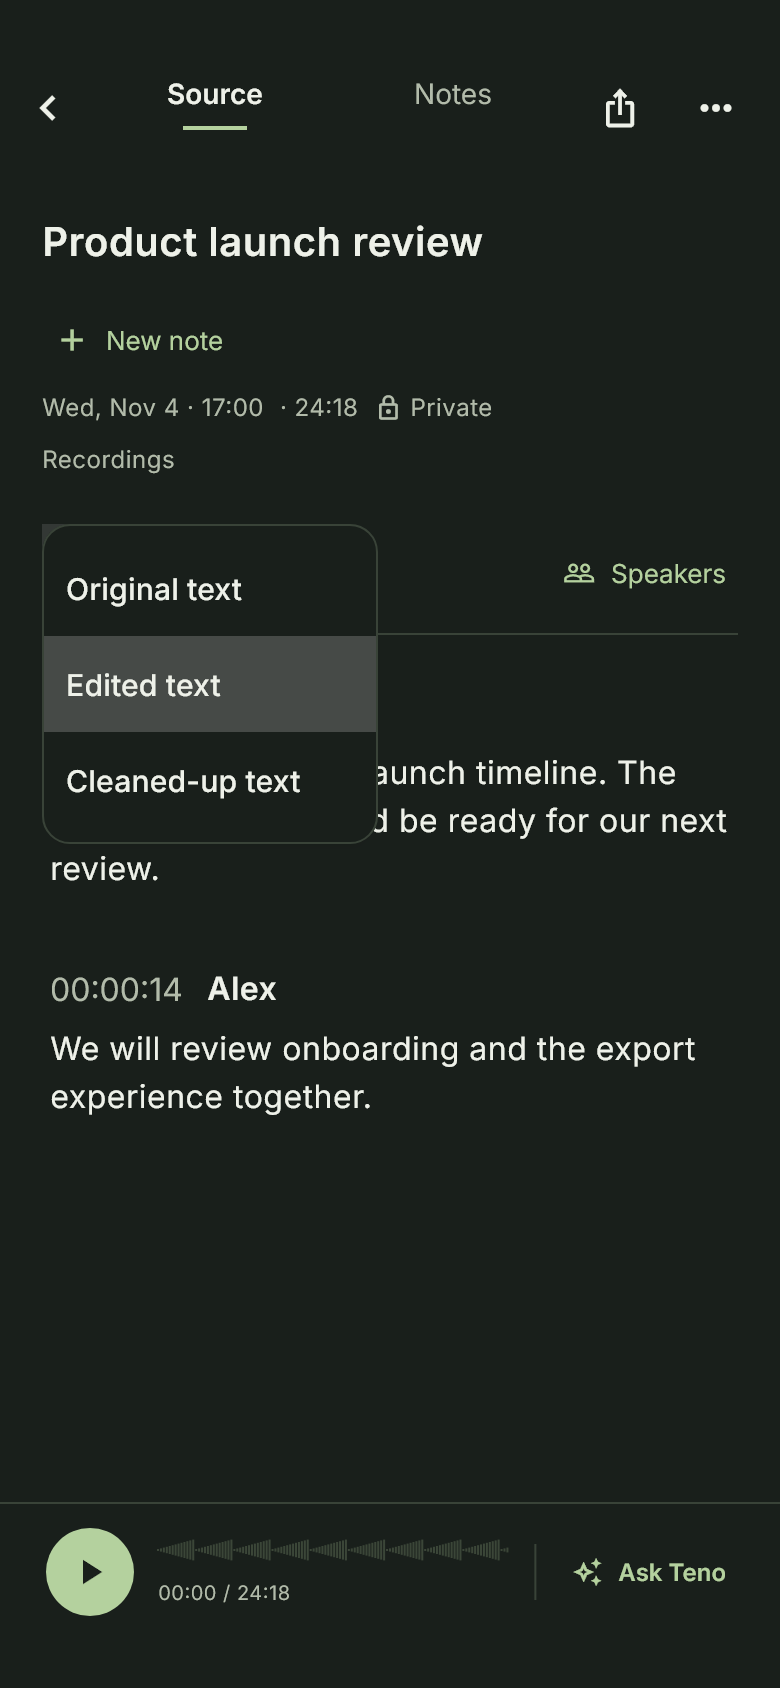 Source
Notes
Product launch review
New note
Wed, Nov 4 · 17:00 · 24:18 Private
Recordings
Original text
Speakers
Edited text
Cleaned-up text
timeline. The
be ready for our next
review.
00:00:14 Alex
We will review onboarding and the export
experience together.
00:00 / 24:18
Ask Teno